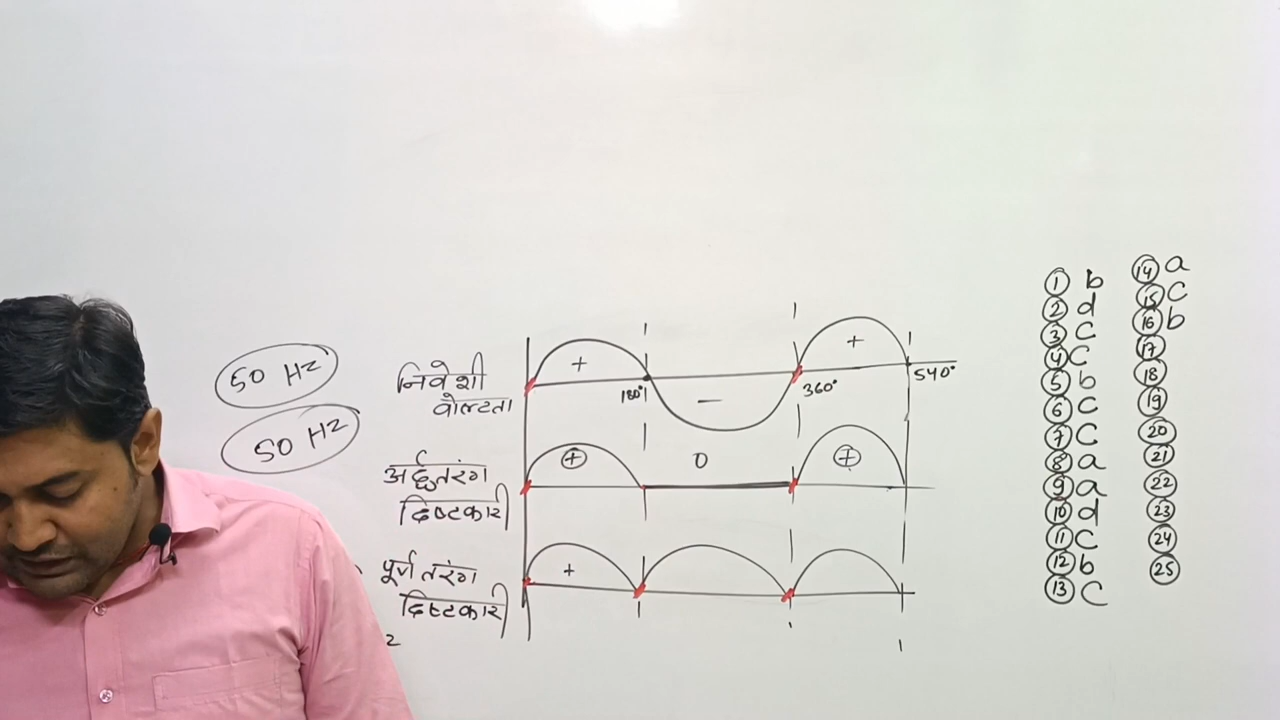 50 Hz
50 Hz
निवेशी
वोल्टता
+
180°
−
360°
+
540°
अर्द्धतरंग
दिष्टकारी
+
0
+
पूर्ण तरंग
दिष्टकारी
+
2
1 b
2 d
3 c
4 c
5 b
6 c
7 c
8 a
9 a
10 d
11 c
12 b
13 c
14 a
15 c
16 b
17
18
19
20
21
22
23
24
25